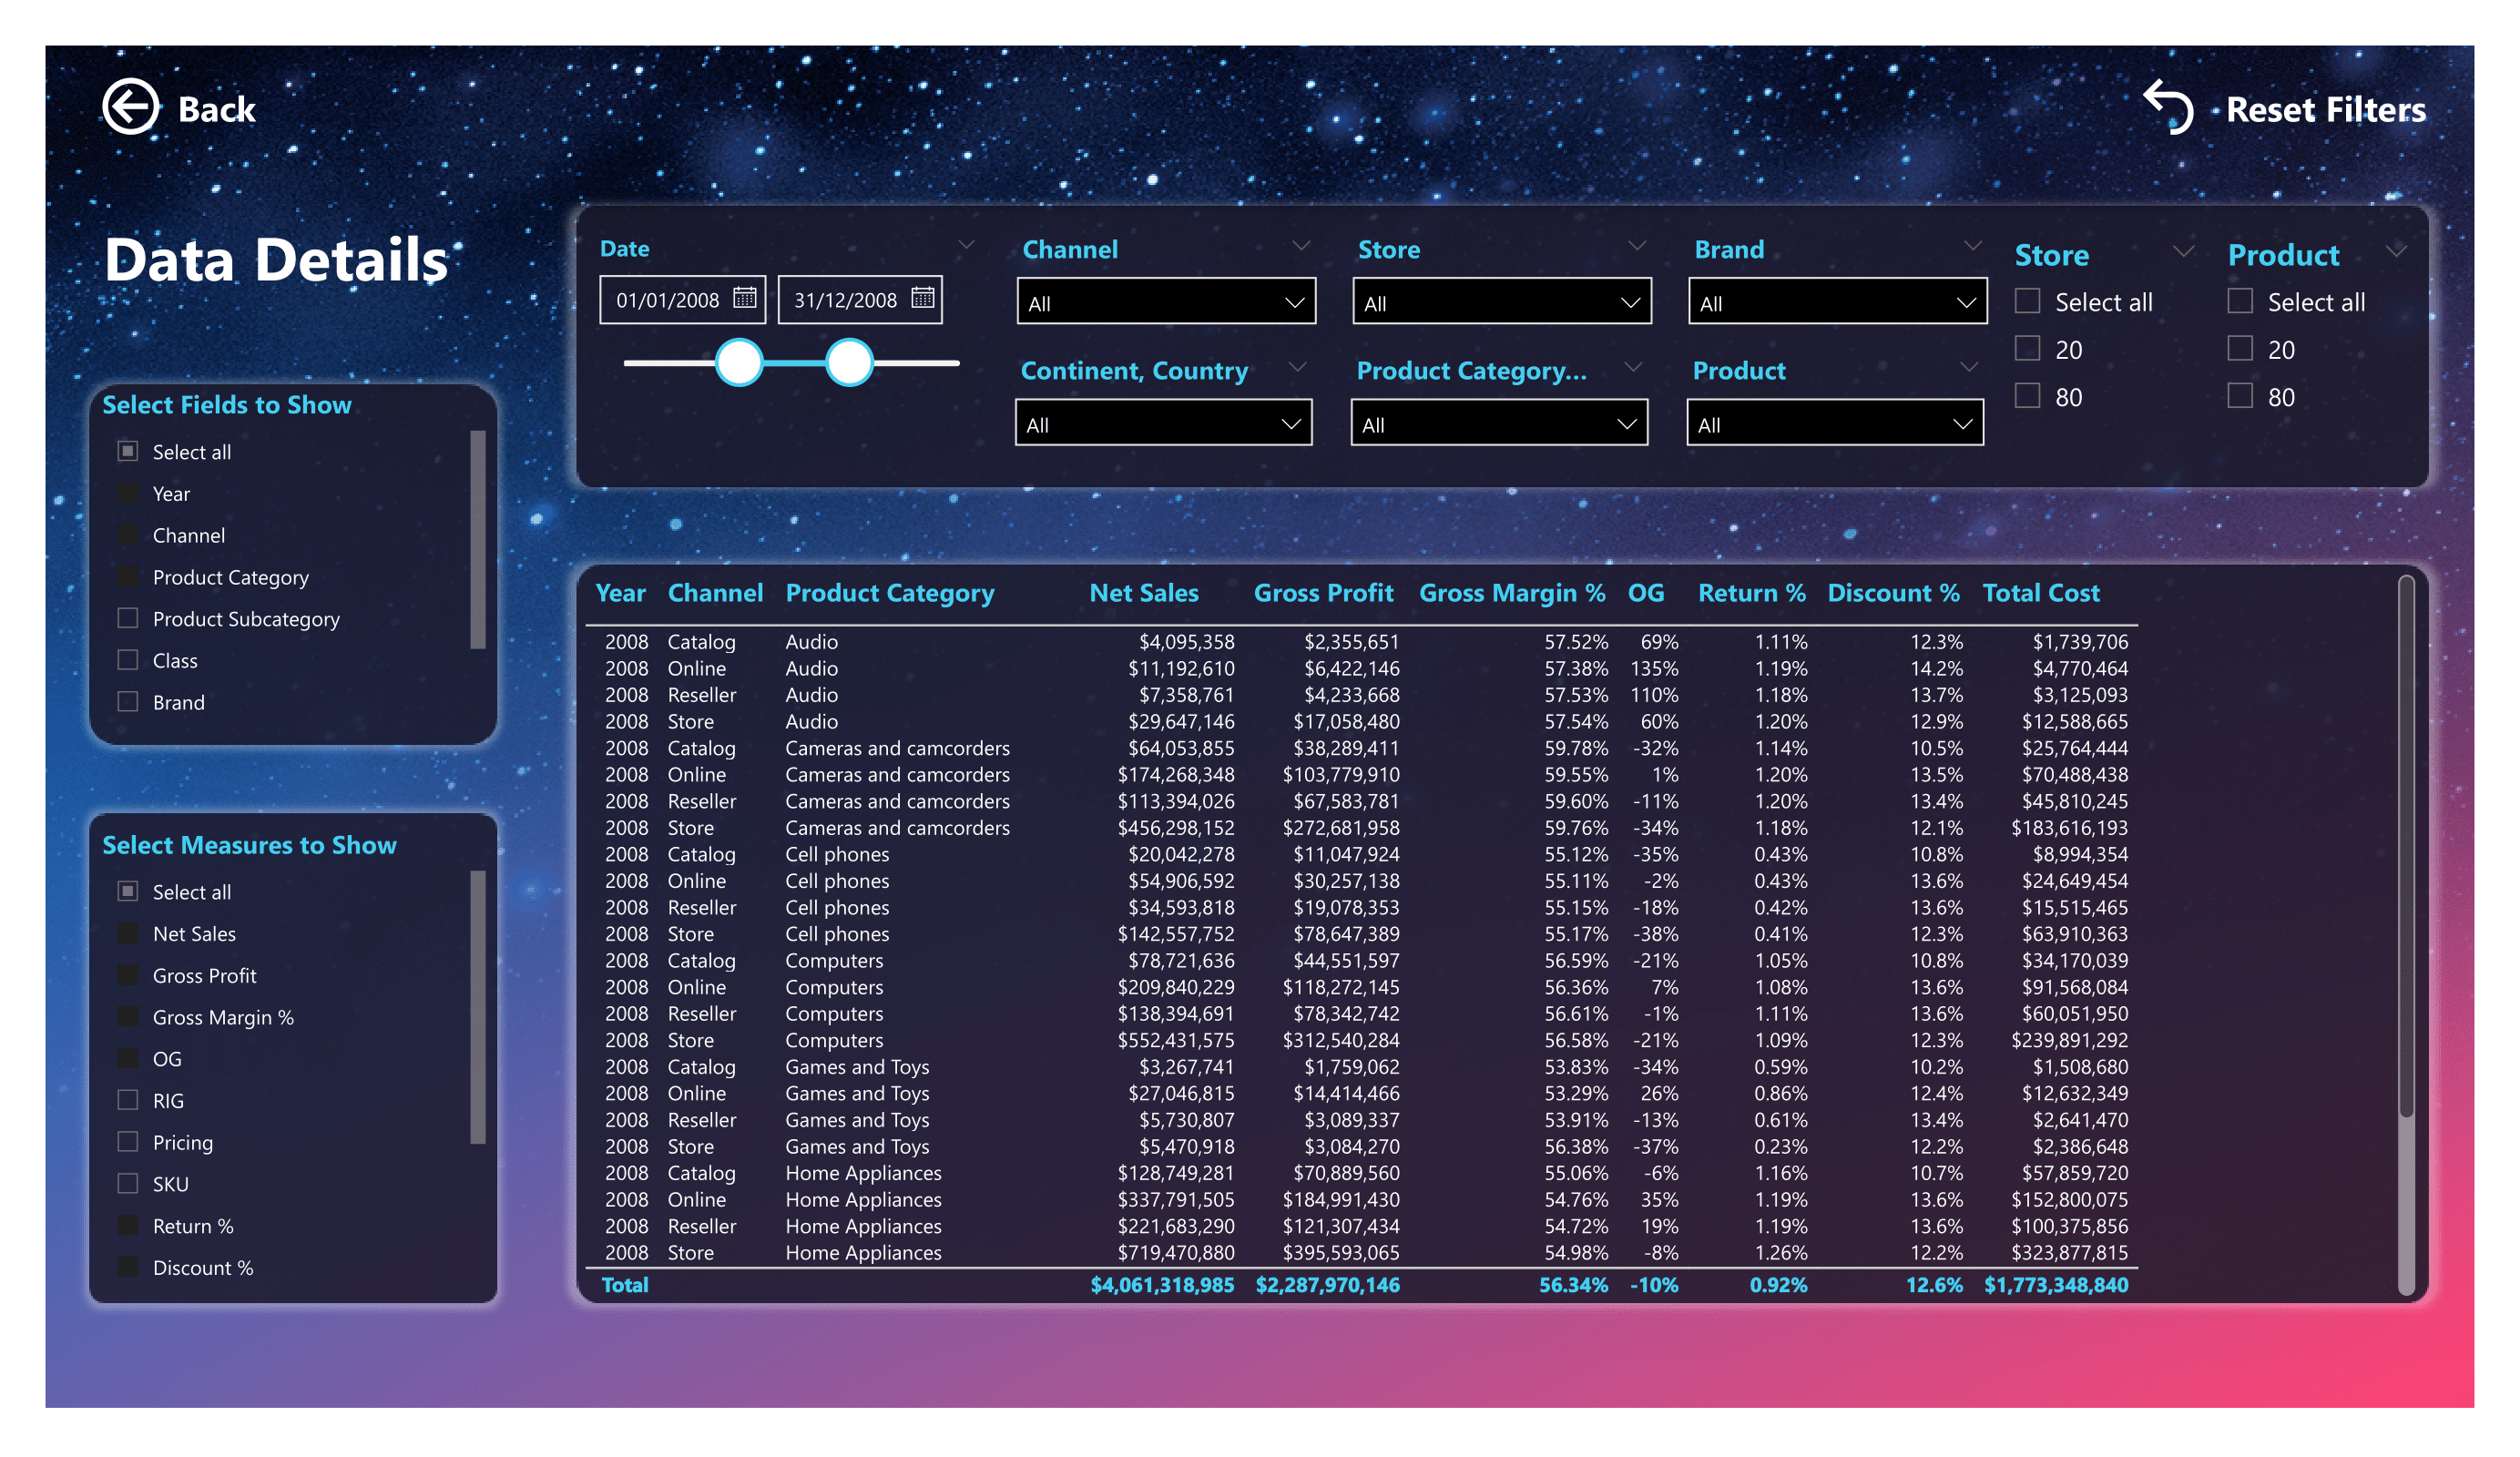 Back
Reset Filters
Data Details
Date
01/01/2008 31/12/2008
Channel
All
Store
All
Brand
All
Continent, Country
All
Product Category...
All
Product
All
Store
Select all
20
80
Product
Select all
20
80
Select Fields to Show
Select all
Year
Channel
Product Category
Product Subcategory
Class
Brand
Select Measures to Show
Select all
Net Sales
Gross Profit
Gross Margin %
OG
RIG
Pricing
SKU
Return %
Discount %
Year Channel Product Category Net Sales Gross Profit Gross Margin % OG Return % Discount % Total Cost
2008 Catalog Audio $4,095,358 $2,355,651 57.52% 69% 1.11% 12.3% $1,739,706
2008 Online Audio $11,192,610 $6,422,146 57.38% 135% 1.19% 14.2% $4,770,464
2008 Reseller Audio $7,358,761 $4,233,668 57.53% 110% 1.18% 13.7% $3,125,093
2008 Store Audio $29,647,146 $17,058,480 57.54% 60% 1.20% 12.9% $12,588,665
2008 Catalog Cameras and camcorders $64,053,855 $38,289,411 59.78% -32% 1.14% 10.5% $25,764,444
2008 Online Cameras and camcorders $174,268,348 $103,779,910 59.55% 1% 1.20% 13.5% $70,488,438
2008 Reseller Cameras and camcorders $113,394,026 $67,583,781 59.60% -11% 1.20% 13.4% $45,810,245
2008 Store Cameras and camcorders $456,298,152 $272,681,958 59.76% -34% 1.18% 12.1% $183,616,193
2008 Catalog Cell phones $20,042,278 $11,047,924 55.12% -35% 0.43% 10.8% $8,994,354
2008 Online Cell phones $54,906,592 $30,257,138 55.11% -2% 0.43% 13.6% $24,649,454
2008 Reseller Cell phones $34,593,818 $19,078,353 55.15% -18% 0.42% 13.6% $15,515,465
2008 Store Cell phones $142,557,752 $78,647,389 55.17% -38% 0.41% 12.3% $63,910,363
2008 Catalog Computers $78,721,636 $44,551,597 56.59% -21% 1.05% 10.8% $34,170,039
2008 Online Computers $209,840,229 $118,272,145 56.36% 7% 1.08% 13.6% $91,568,084
2008 Reseller Computers $138,394,691 $78,342,742 56.61% -1% 1.11% 13.6% $60,051,950
2008 Store Computers $552,431,575 $312,540,284 56.58% -21% 1.09% 12.3% $239,891,292
2008 Catalog Games and Toys $3,267,741 $1,759,062 53.83% -34% 0.59% 10.2% $1,508,680
2008 Online Games and Toys $27,046,815 $14,414,466 53.29% 26% 0.86% 12.4% $12,632,349
2008 Reseller Games and Toys $5,730,807 $3,089,337 53.91% -13% 0.61% 13.4% $2,641,470
2008 Store Games and Toys $5,470,918 $3,084,270 56.38% -37% 0.23% 12.2% $2,386,648
2008 Catalog Home Appliances $128,749,281 $70,889,560 55.06% -6% 1.16% 10.7% $57,859,720
2008 Online Home Appliances $337,791,505 $184,991,430 54.76% 35% 1.19% 13.6% $152,800,075
2008 Reseller Home Appliances $221,683,290 $121,307,434 54.72% 19% 1.19% 13.6% $100,375,856
2008 Store Home Appliances $719,470,880 $395,593,065 54.98% -8% 1.26% 12.2% $323,877,815
Total $4,061,318,985 $2,287,970,146 56.34% -10% 0.92% 12.6% $1,773,348,840